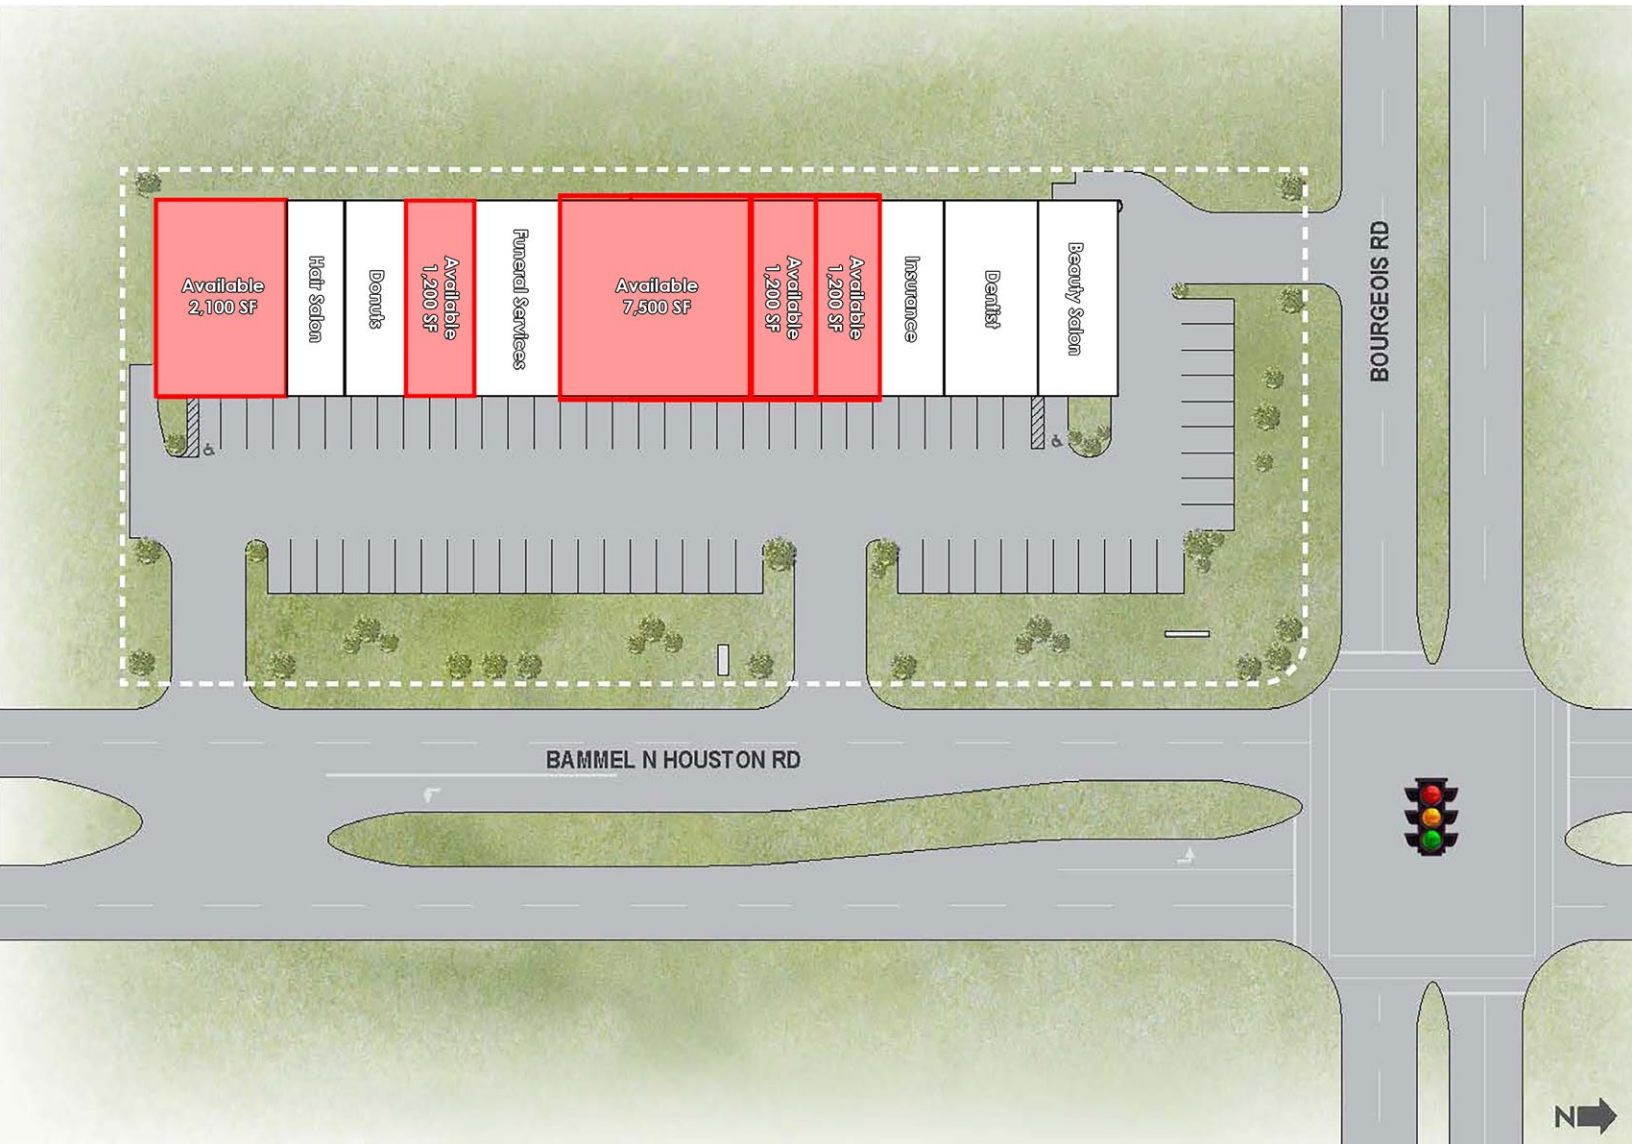 Available
2,100 SF
Hair Salon
Donuts
Available
1,200 SF
Funeral Services
Available
7,500 SF
Available
1,200 SF
Available
1,200 SF
Insurance
Dentist
Beauty Salon
BOURGEOIS RD
BAMMEL N HOUSTON RD
N